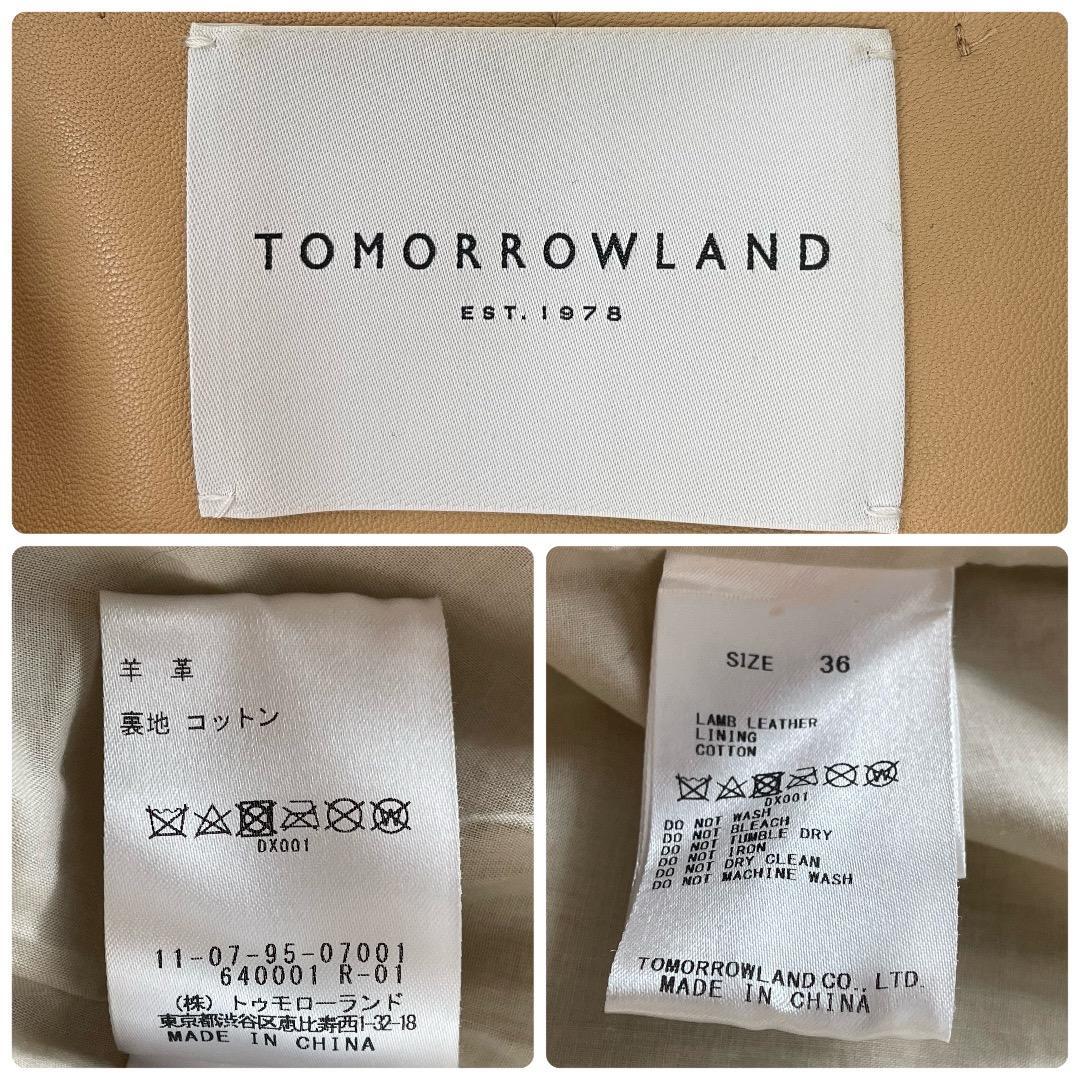 TOMORROWLAND
EST. 1978
羊 革
裏地 コットン
DX001
11-07-95-07001
640001 R-01
(株) トゥモローランド
東京都渋谷区恵比寿西1-32-18
MADE IN CHINA
SIZE 36
LAMB LEATHER
LINING
COTTON
W
DX001
DO NOT WASH
DO NOT BLEACH
DO NOT TUMBLE DRY
DO NOT IRON
DO NOT DRY CLEAN
DO NOT MACHINE WASH
TOMORROWLAND CO., LTD.
MADE IN CHINA